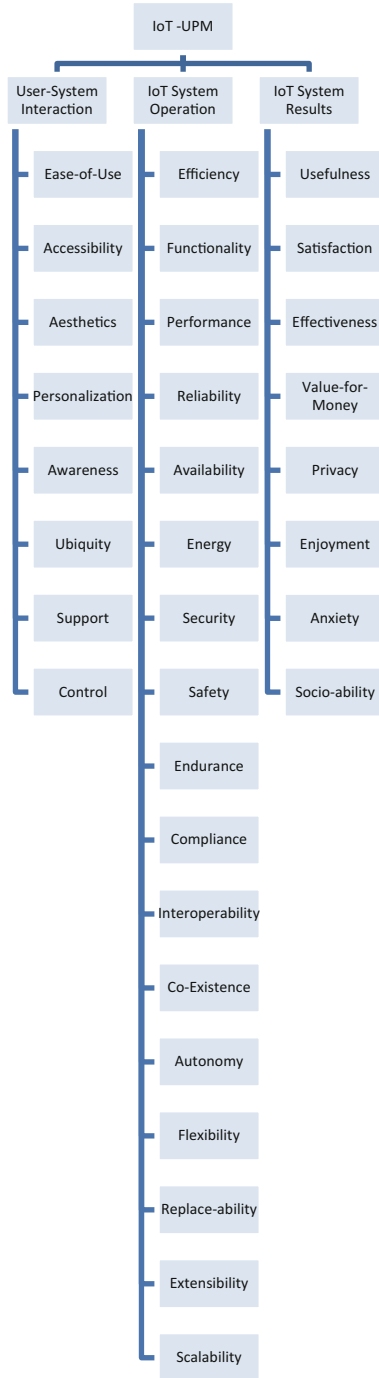 IoT -UPM
User-System
Interaction
Ease-of-Use
Accessibility
Aesthetics
Personalization
Awareness
Ubiquity
Support
Control
IoT System
Operation
Efficiency
Functionality
Performance
Reliability
Availability
Energy
Security
Safety
Endurance
Compliance
Interoperability
Co-Existence
Autonomy
Flexibility
Replace-ability
Extensibility
Scalability
IoT System
Results
Usefulness
Satisfaction
Effectiveness
Value-for-
Money
Privacy
Enjoyment
Anxiety
Socio-ability